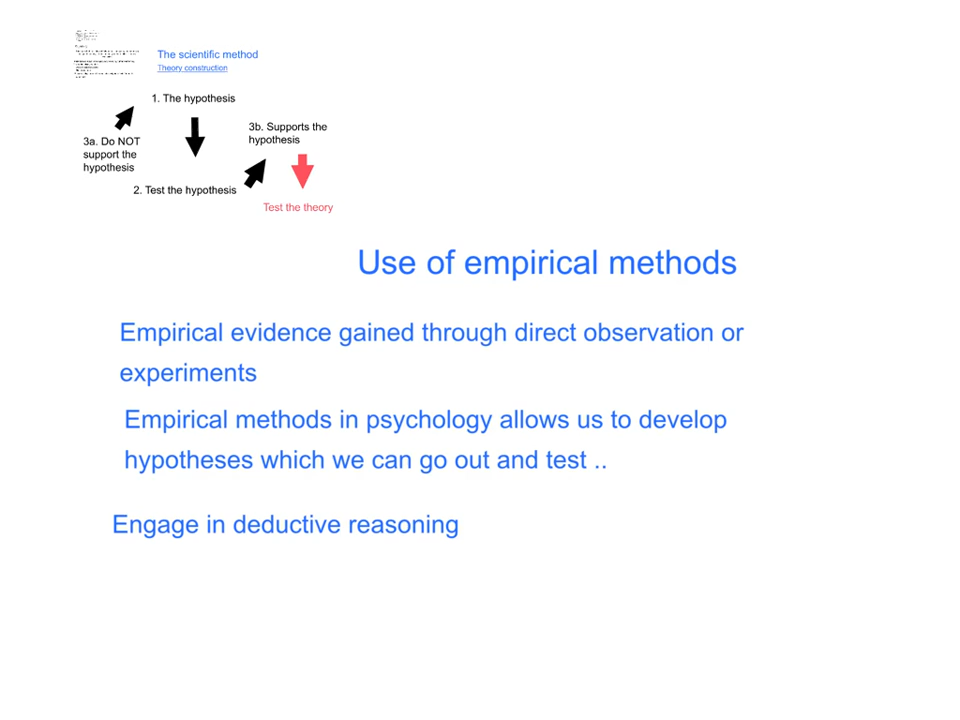 The scientific method
Theory construction
1. The hypothesis
3b. Supports the
hypothesis
3a. Do NOT
support the
hypothesis
2. Test the hypothesis
Test the theory
Use of empirical methods
Empirical evidence gained through direct observation or
experiments
Empirical methods in psychology allows us to develop
hypotheses which we can go out and test ..
Engage in deductive reasoning